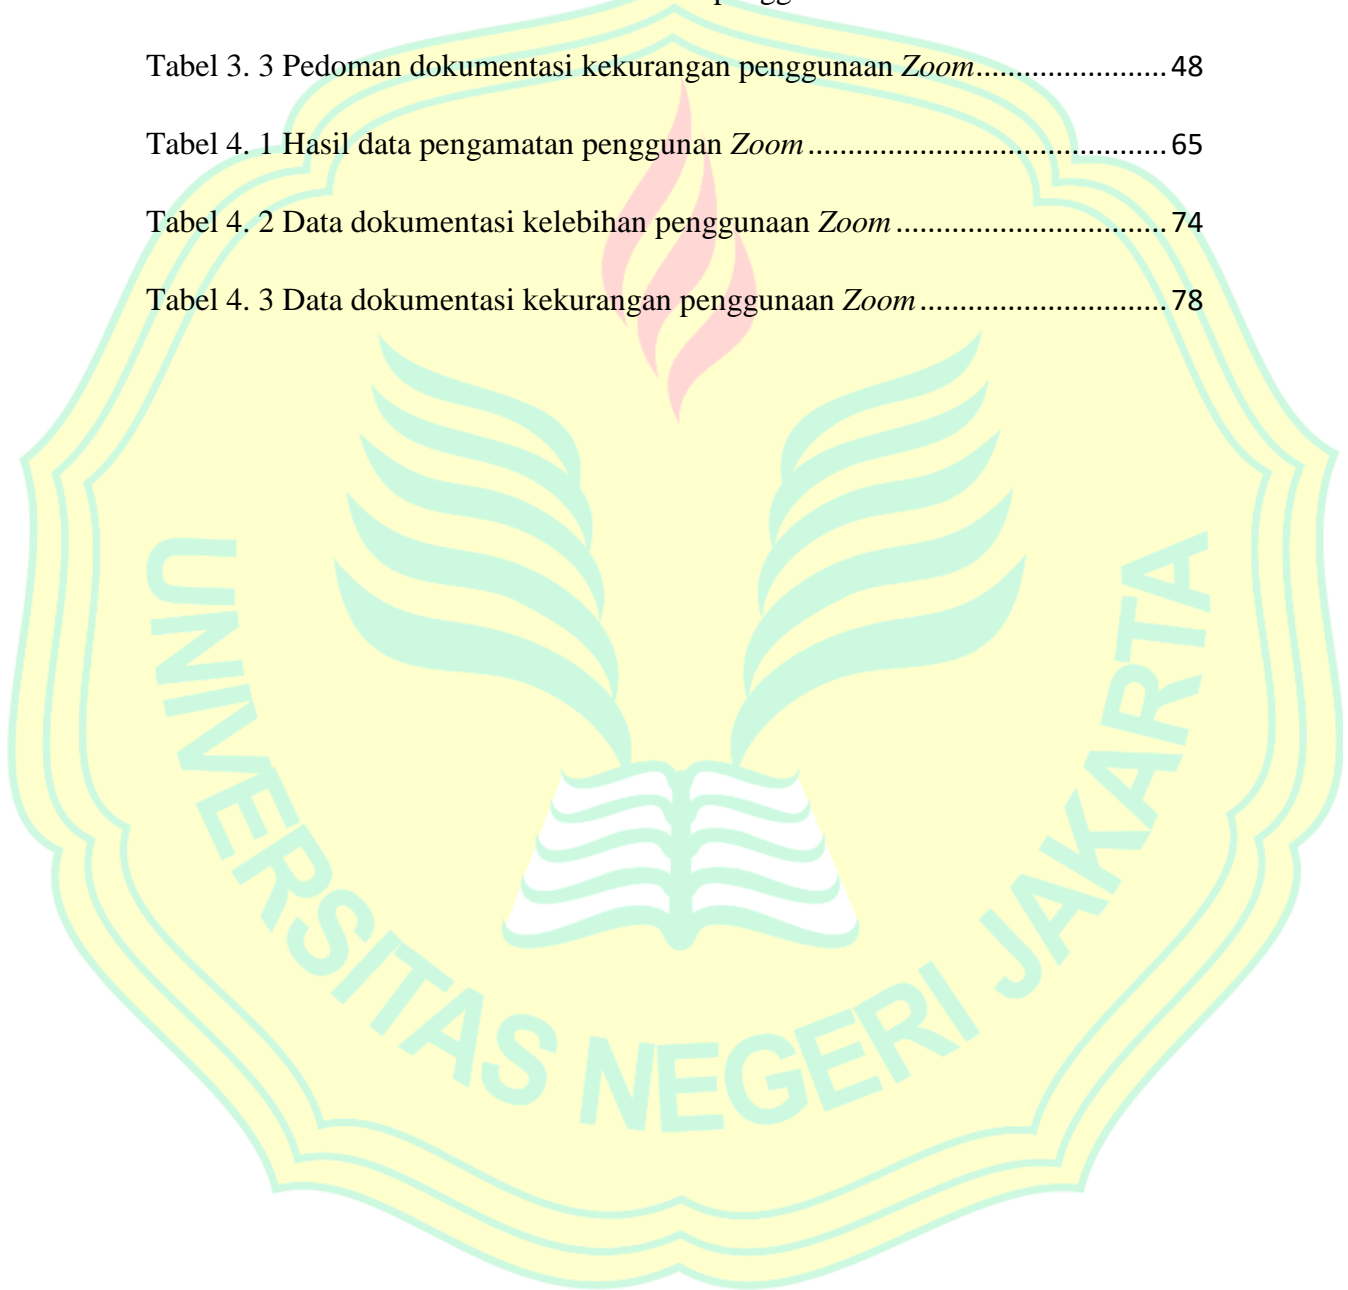 Tabel 3. 3 Pedoman dokumentasi kekurangan penggunaan Zoom........................48
Tabel 4. 1 Hasil data pengamatan penggunan Zoom..............................................65
Tabel 4. 2 Data dokumentasi kelebihan penggunaan Zoom...................................74
Tabel 4. 3 Data dokumentasi kekurangan penggunaan Zoom................................78
UNIVERSITAS NEGERI JAKARTA